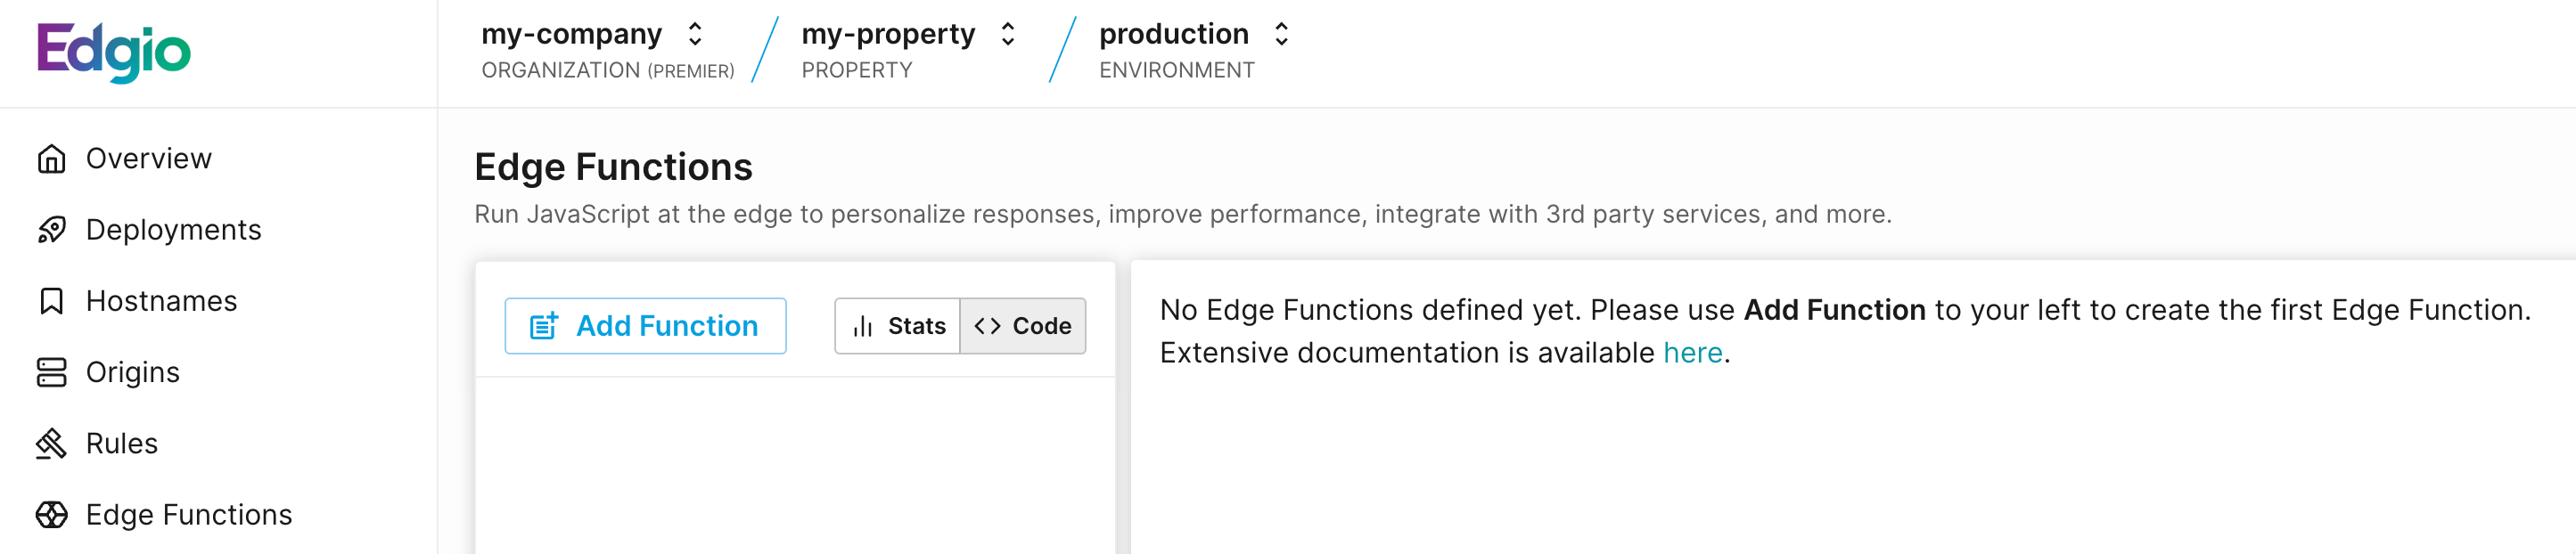 Edgio
my-company
ORGANIZATION (PREMIER)
my-property
PROPERTY
production
ENVIRONMENT
Overview
Deployments
Hostnames
Origins
Rules
Edge Functions
Edge Functions
Run JavaScript at the edge to personalize responses, improve performance, integrate with 3rd party services, and more.
Add Function
Stats
Code
No Edge Functions defined yet. Please use Add Function to your left to create the first Edge Function.
Extensive documentation is available here.